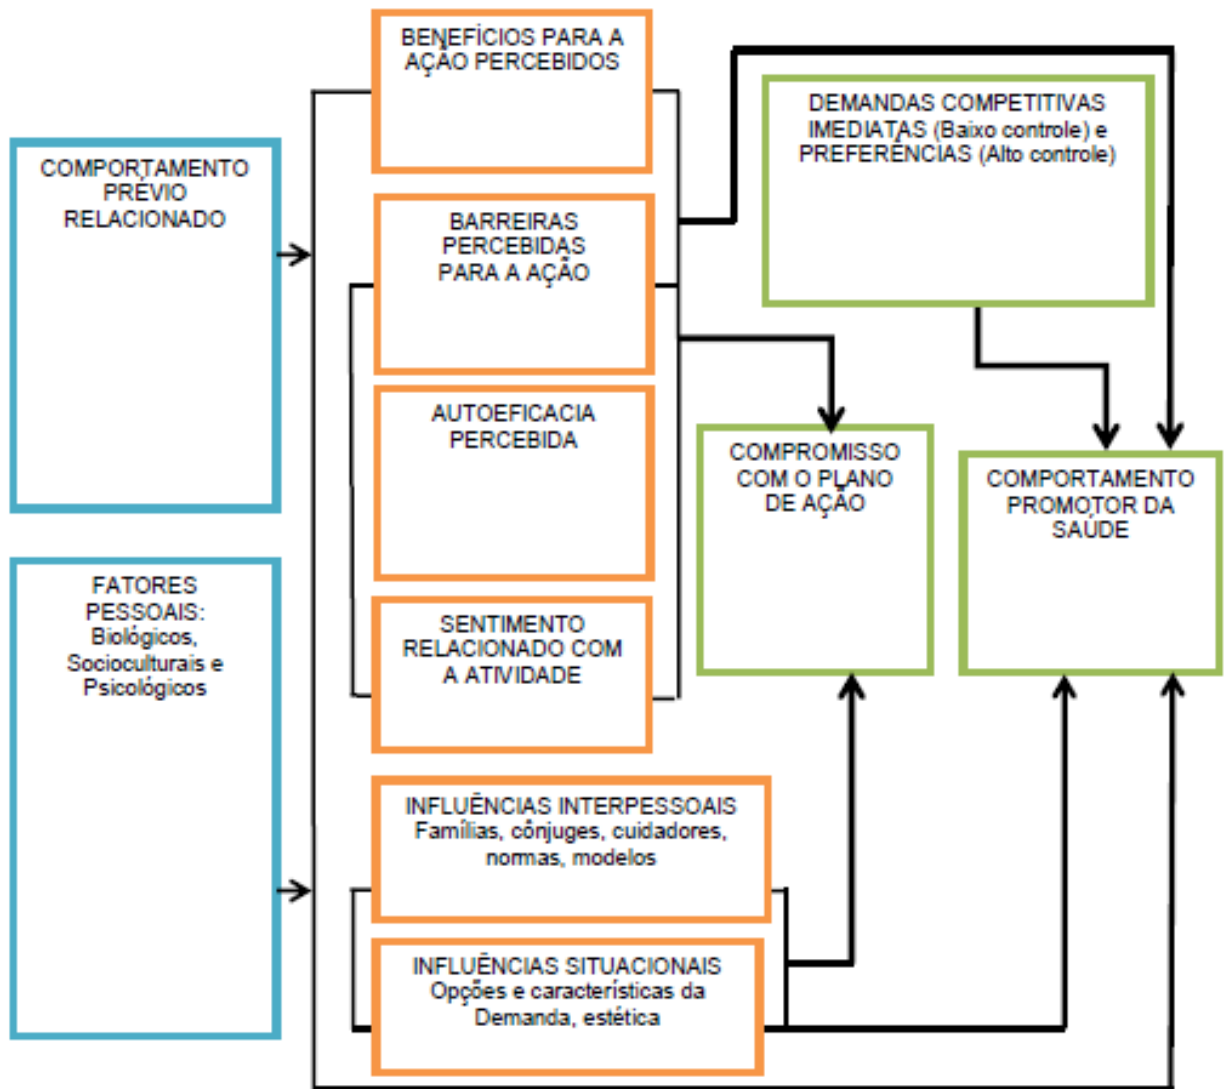 BENEFÍCIOS PARA A
AÇÃO PERCEBIDOS
DEMANDAS COMPETITIVAS
IMEDIATAS (Baixo controle) e
PREFERÊNCIAS (Alto controle)
COMPORTAMENTO
PRÉVIO
RELACIONADO
BARREIRAS
PERCEBIDAS
PARA A AÇÃO
AUTOEFICACIA
PERCEBIDA
COMPROMISSO
COM O PLANO
DE AÇÃO
COMPORTAMENTO
PROMOTOR DA
SAÚDE
FATORES
PESSOAIS:
Biológicos,
Socioculturais e
Psicológicos
SENTIMENTO
RELACIONADO COM
A ATIVIDADE
INFLUÊNCIAS INTERPESSOAIS
Famílias, cônjuges, cuidadores,
normas, modelos
INFLUÊNCIAS SITUACIONAIS
Opções e características da
Demanda, estética